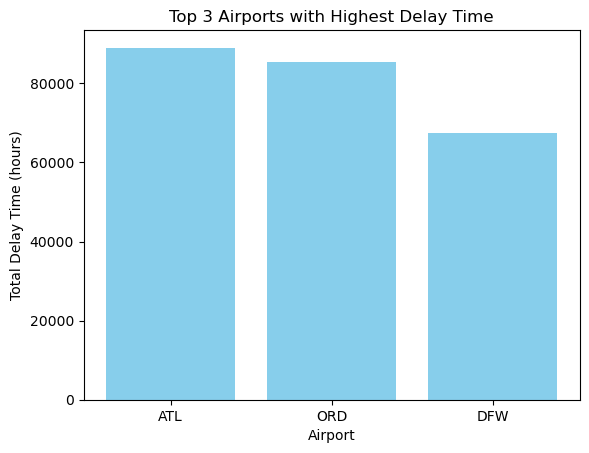 Top 3 Airports with Highest Delay Time
Total Delay Time (hours)
80000
60000
40000
20000
0
ATL ORD DFW
Airport